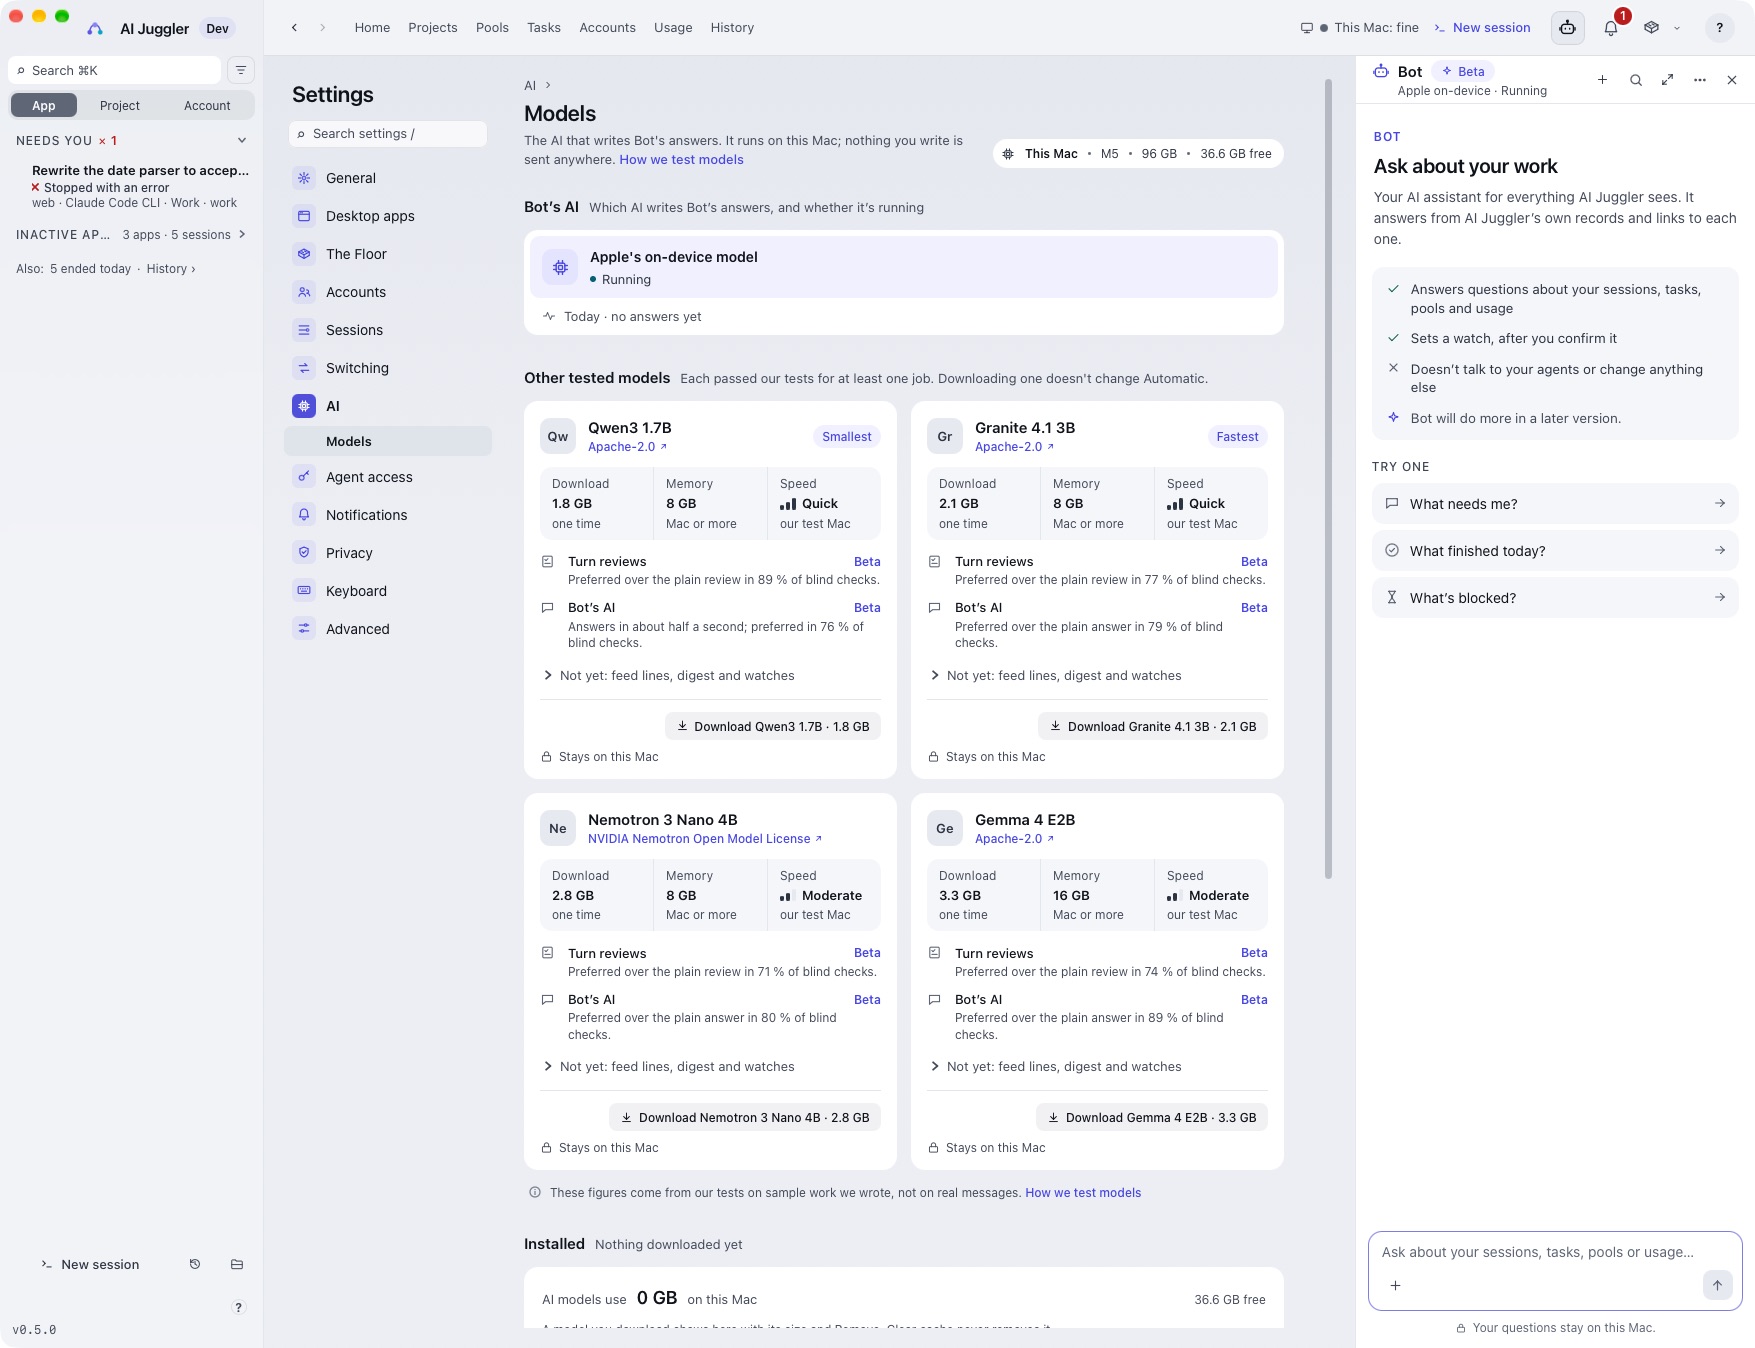 AI Juggler Dev
Search ⌘K
App Project Account
NEEDS YOU × 1
Rewrite the date parser to accep...
× Stopped with an error
web · Claude Code CLI · Work · work
INACTIVE AP... 3 apps · 5 sessions >
Also: 5 ended today · History ›
New session
?
v0.5.0
Home Projects Pools Tasks Accounts Usage History
This Mac: fine
New session
1
?
Settings
Search settings /
General
Desktop apps
The Floor
Accounts
Sessions
Switching
AI
Models
Agent access
Notifications
Privacy
Keyboard
Advanced
AI >
Models
The AI that writes Bot's answers. It runs on this Mac; nothing you write is
sent anywhere. How we test models
This Mac • M5 • 96 GB • 36.6 GB free
Bot’s AI Which AI writes Bot’s answers, and whether it’s running
Apple's on-device model
Running
Today · no answers yet
Other tested models Each passed our tests for at least one job. Downloading one doesn't change Automatic.
Qw
Qwen3 1.7B
Apache-2.0 ↗
Smallest
Download Memory Speed
1.8 GB 8 GB Quick
one time Mac or more our test Mac
Turn reviews Beta
Preferred over the plain review in 89 % of blind checks.
Bot’s AI Beta
Answers in about half a second; preferred in 76 % of
blind checks.
Not yet: feed lines, digest and watches
Download Qwen3 1.7B · 1.8 GB
Stays on this Mac
Gr
Granite 4.1 3B
Apache-2.0 ↗
Fastest
Download Memory Speed
2.1 GB 8 GB Quick
one time Mac or more our test Mac
Turn reviews Beta
Preferred over the plain review in 77 % of blind checks.
Bot’s AI Beta
Preferred over the plain answer in 79 % of blind
checks.
Not yet: feed lines, digest and watches
Download Granite 4.1 3B · 2.1 GB
Stays on this Mac
Ne
Nemotron 3 Nano 4B
NVIDIA Nemotron Open Model License ↗
Download Memory Speed
2.8 GB 8 GB Moderate
one time Mac or more our test Mac
Turn reviews Beta
Preferred over the plain review in 71 % of blind checks.
Bot’s AI Beta
Preferred over the plain answer in 80 % of blind
checks.
Not yet: feed lines, digest and watches
Download Nemotron 3 Nano 4B · 2.8 GB
Stays on this Mac
Ge
Gemma 4 E2B
Apache-2.0 ↗
Download Memory Speed
3.3 GB 16 GB Moderate
one time Mac or more our test Mac
Turn reviews Beta
Preferred over the plain review in 74 % of blind checks.
Bot’s AI Beta
Preferred over the plain answer in 89 % of blind
checks.
Not yet: feed lines, digest and watches
Download Gemma 4 E2B · 3.3 GB
Stays on this Mac
These figures come from our tests on sample work we wrote, not on real messages. How we test models
Installed Nothing downloaded yet
AI models use 0 GB on this Mac 36.6 GB free
A model you download shows here with its size and Remove. Clear cache never removes it.
Bot Beta
Apple on-device · Running
BOT
Ask about your work
Your AI assistant for everything AI Juggler sees. It
answers from AI Juggler’s own records and links to each
one.
Answers questions about your sessions, tasks,
pools and usage
Sets a watch, after you confirm it
Doesn’t talk to your agents or change anything
else
Bot will do more in a later version.
TRY ONE
What needs me?
What finished today?
What’s blocked?
Ask about your sessions, tasks, pools or usage…
Your questions stay on this Mac.